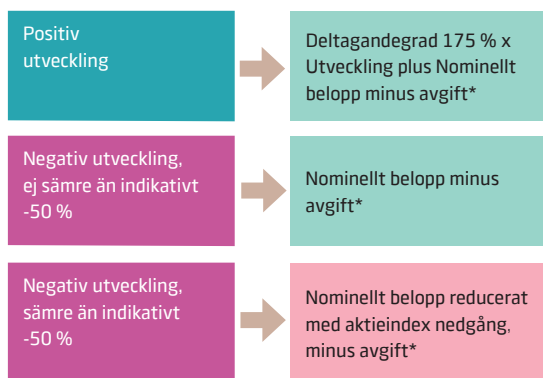 Positiv
utveckling
Deltagandegrad 175 % x
Utveckling plus Nominellt
belopp minus avgift*
Negativ utveckling,
ej sämre än indikativt
-50 %
Nominellt belopp minus
avgift*
Negativ utveckling,
sämre än indikativt
-50 %
Nominellt belopp reducerat
med aktieindex nedgång,
minus avgift*